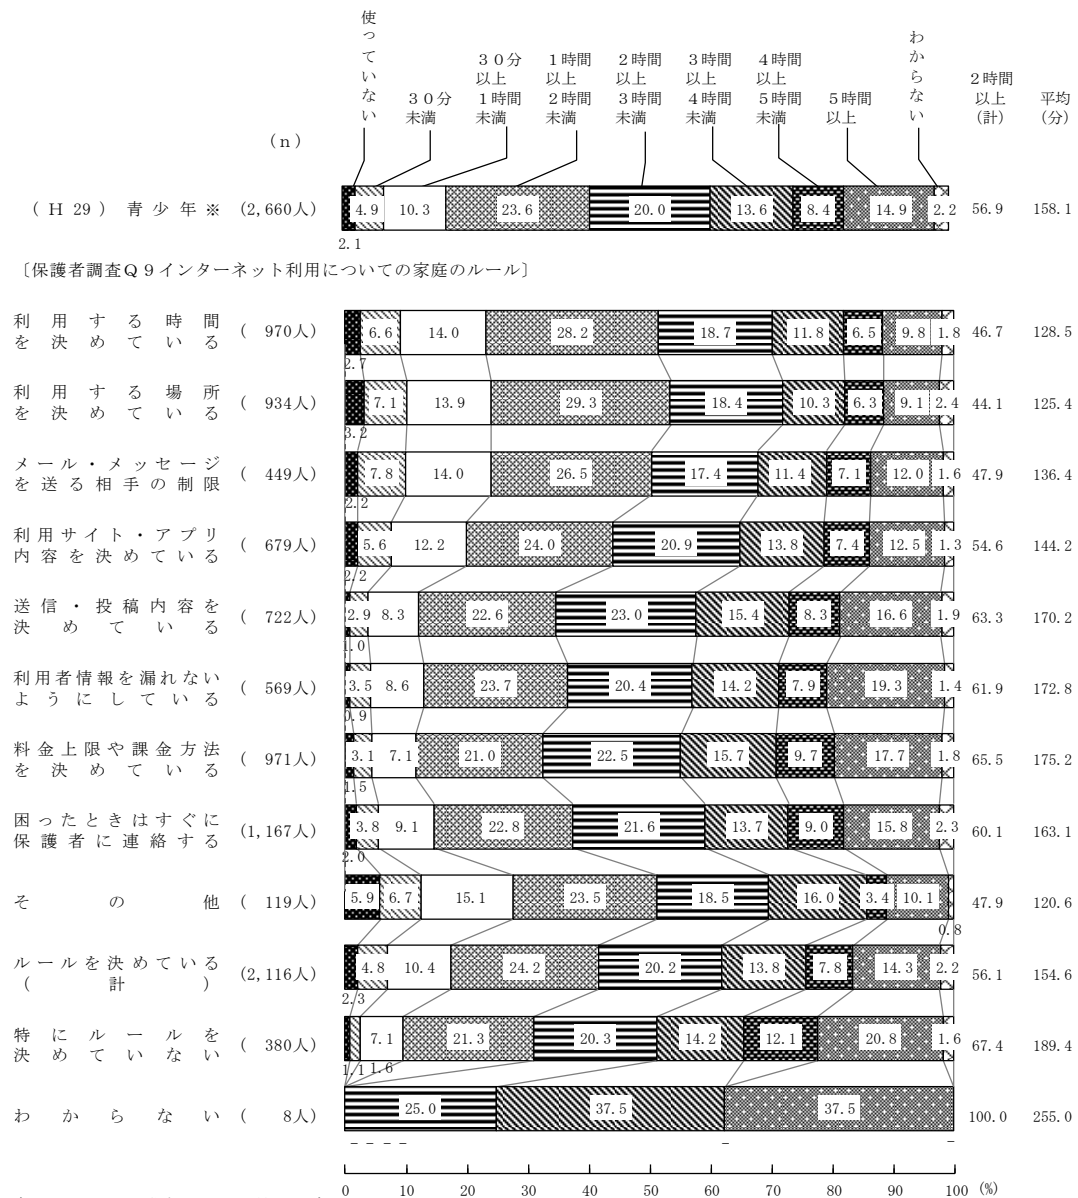 使っていない
３０分未満
３０分以上１時間未満
１時間以上２時間未満
２時間以上３時間未満
３時間以上４時間未満
４時間以上５時間未満
５時間以上
わからない
２時間以上(計)
平均(分)
(n)
(H29)青少年※ (2,660人) 4.9 10.3 23.6 20.0 13.6 8.4 14.9 2.2 56.9 158.1
2.1
〔保護者調査Ｑ９インターネット利用についての家庭のルール〕
利用する時間
を決めている ( 970人) 6.6 14.0 28.2 18.7 11.8 6.5 9.8 1.8 46.7 128.5
2.7
利用する場所
を決めている ( 934人) 7.1 13.9 29.3 18.4 10.3 6.3 9.1 2.4 44.1 125.4
3.2
メール・メッセージ
を送る相手の制限 ( 449人) 7.8 14.0 26.5 17.4 11.4 7.1 12.0 1.6 47.9 136.4
2.2
利用サイト・アプリ
内容を決めている ( 679人) 5.6 12.2 24.0 20.9 13.8 7.4 12.5 1.3 54.6 144.2
2.2
送信・投稿内容を
決めている ( 722人) 2.9 8.3 22.6 23.0 15.4 8.3 16.6 1.9 63.3 170.2
1.0
利用者情報を漏れない
ようにしている ( 569人) 3.5 8.6 23.7 20.4 14.2 7.9 19.3 1.4 61.9 172.8
0.9
料金上限や課金方法
を決めている ( 971人) 3.1 7.1 21.0 22.5 15.7 9.7 17.7 1.8 65.5 175.2
1.5
困ったときはすぐに
保護者に連絡する (1,167人) 3.8 9.1 22.8 21.6 13.7 9.0 15.8 2.3 60.1 163.1
2.0
その他 ( 119人) 5.9 6.7 15.1 23.5 18.5 16.0 3.4 10.1 47.9 120.6
0.8
ルールを決めている
(計) (2,116人) 4.8 10.4 24.2 20.2 13.8 7.8 14.3 2.2 56.1 154.6
2.3
特にルールを
決めていない ( 380人) 7.1 21.3 20.3 14.2 12.1 20.8 1.6 67.4 189.4
1.1 1.6
わからない ( 8人) 25.0 37.5 37.5 100.0 255.0
－ － － － － －
0 10 20 30 40 50 60 70 80 90 100 (%)